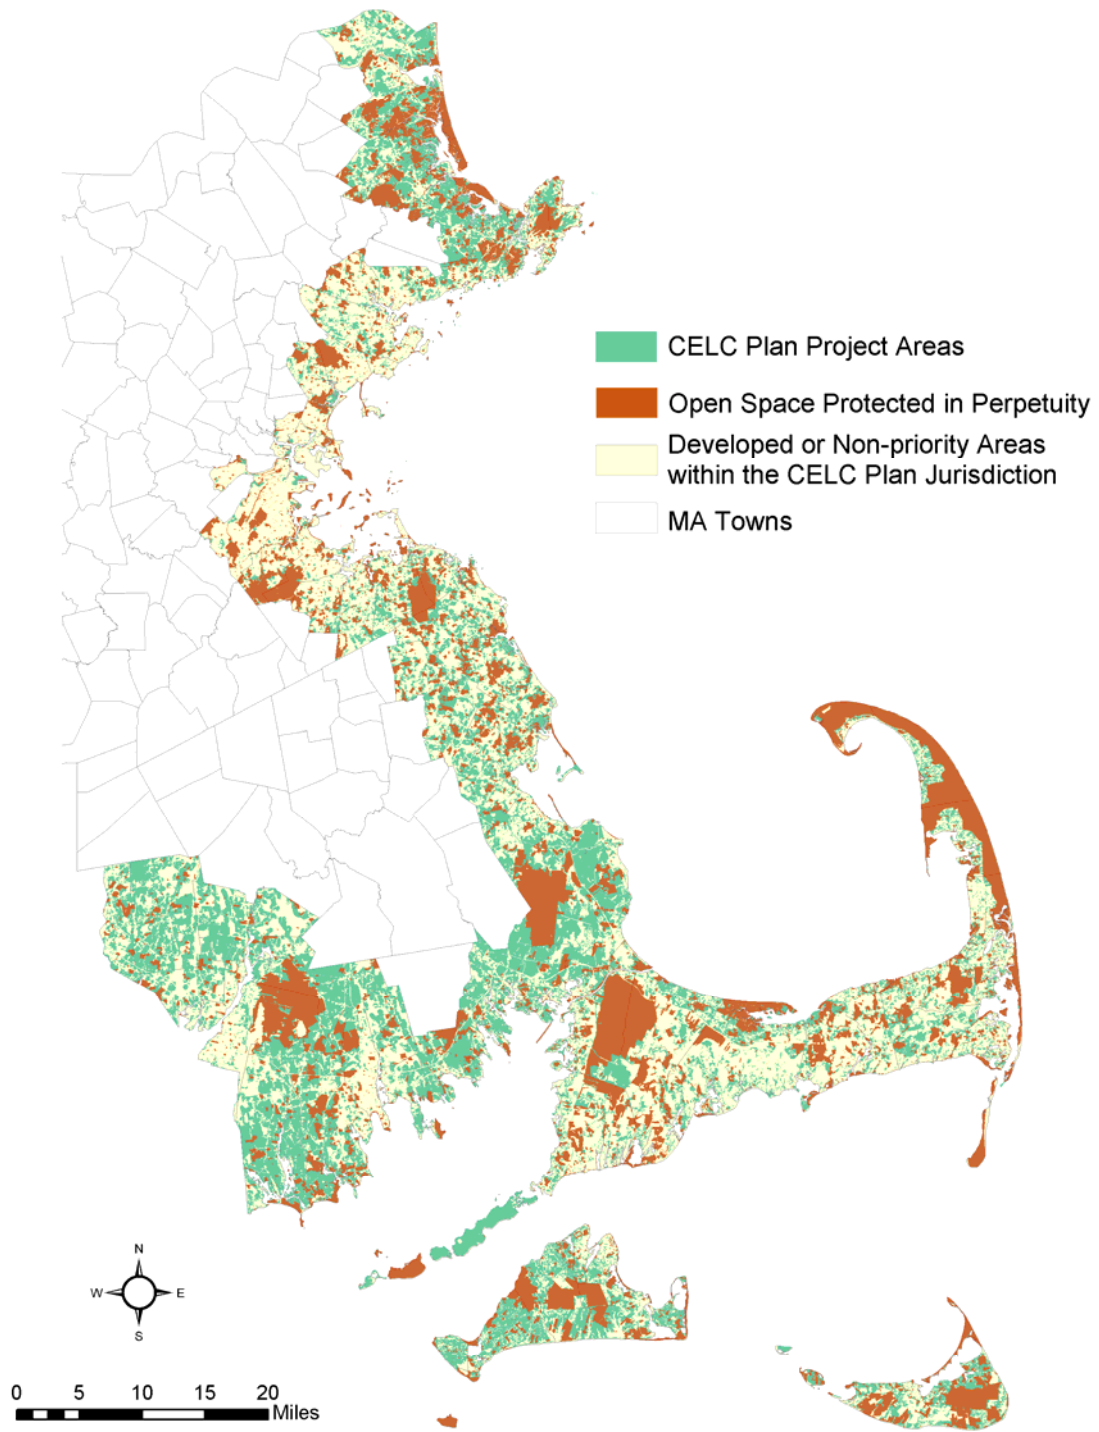 CELC Plan Project Areas
Open Space Protected in Perpetuity
Developed or Non-priority Areas
within the CELC Plan Jurisdiction
MA Towns
N
W E
S
0 5 10 15 20
Miles